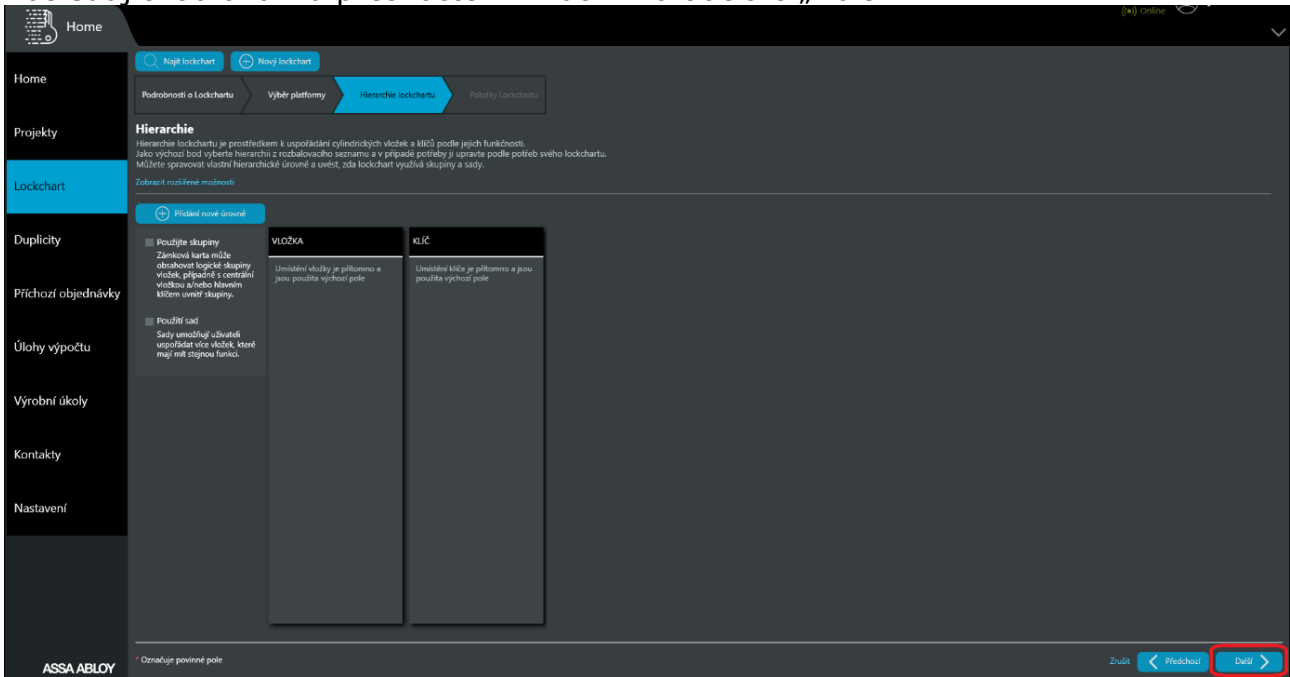 Home
((•)) Online
Home
Projekty
Lockchart
Duplicity
Příchozí objednávky
Úlohy výpočtu
Výrobní úkoly
Kontakty
Nastavení
ASSA ABLOY
Najít lockchart
Nový lockchart
Podrobnosti o Lockchartu
Výběr platformy
Hierarchie lockchartu
Položky Lockchartu
Hierarchie
Hierarchie lockchartu je prostředkem k uspořádání cylindrických vložek a klíčů podle jejich funkčnosti.
Jako výchozí bod vyberte hierarchii z rozbalovacího seznamu a v případě potřeby ji upravte podle potřeb svého lockchartu.
Můžete spravovat vlastní hierarchické úrovně a uvést, zda lockchart využívá skupiny a sady.
Zobrazit rozšířené možnosti
Přidání nové úrovně
Použijte skupiny
Zámková karta může
obsahovat logické skupiny
vložek, případně s centrální
vložkou a/nebo hlavním
klíčem uvnitř skupiny.
Použití sad
Sady umožňují uživateli
uspořádat více vložek, které
mají mít stejnou funkci.
VLOŽKA
Umístění vložky je přítomno a
jsou použita výchozí pole
KLÍČ
Umístění klíče je přítomno a jsou
použita výchozí pole
* Označuje povinné pole
Zrušit
Předchozí
Další